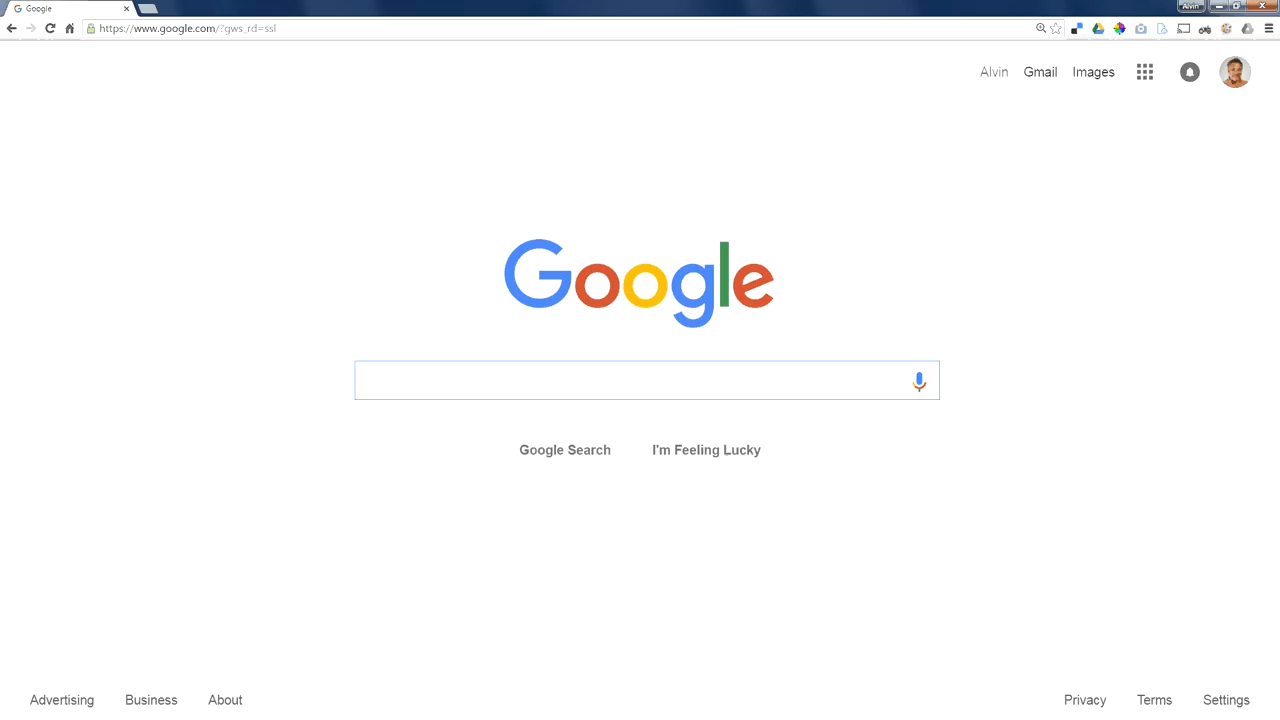 Google
Alvin
https://www.google.com/?gws_rd=ssl
Alvin Gmail Images
Google
Google Search I'm Feeling Lucky
Advertising Business About Privacy Terms Settings